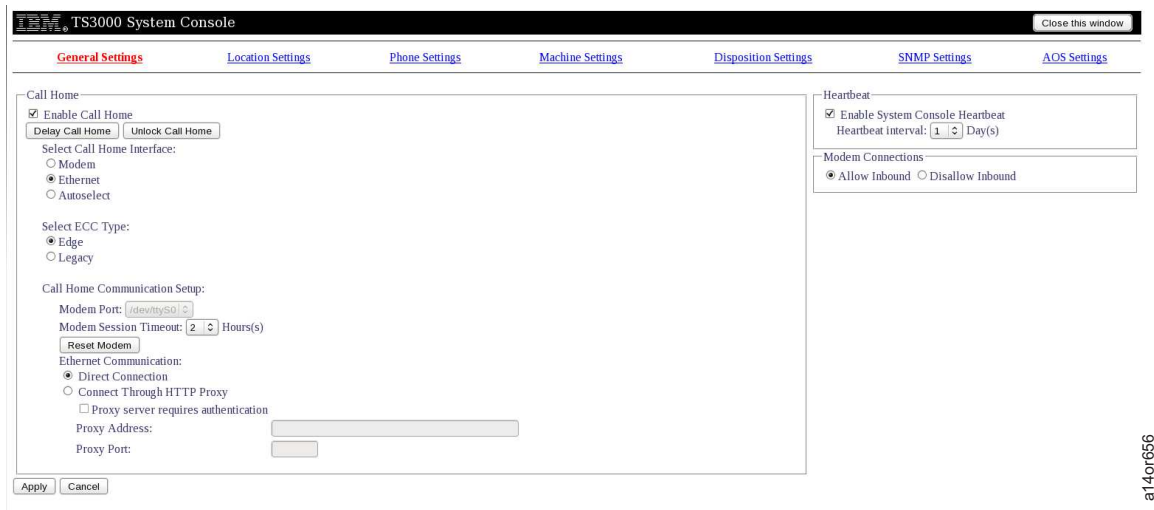 IBM® TS3000 System Console Close this window
General Settings Location Settings Phone Settings Machine Settings Disposition Settings SNMP Settings AOS Settings
Call Home
Enable Call Home
Delay Call Home Unlock Call Home
Select Call Home Interface:
Modem
Ethernet
Autoselect
Select ECC Type:
Edge
Legacy
Call Home Communication Setup:
Modem Port: /dev/ttyS0
Modem Session Timeout: 2 Hours(s)
Reset Modem
Ethernet Communication:
Direct Connection
Connect Through HTTP Proxy
Proxy server requires authentication
Proxy Address:
Proxy Port:
Apply Cancel
Heartbeat
Enable System Console Heartbeat
Heartbeat interval: 1 Day(s)
Modem Connections
Allow Inbound Disallow Inbound
a14or656